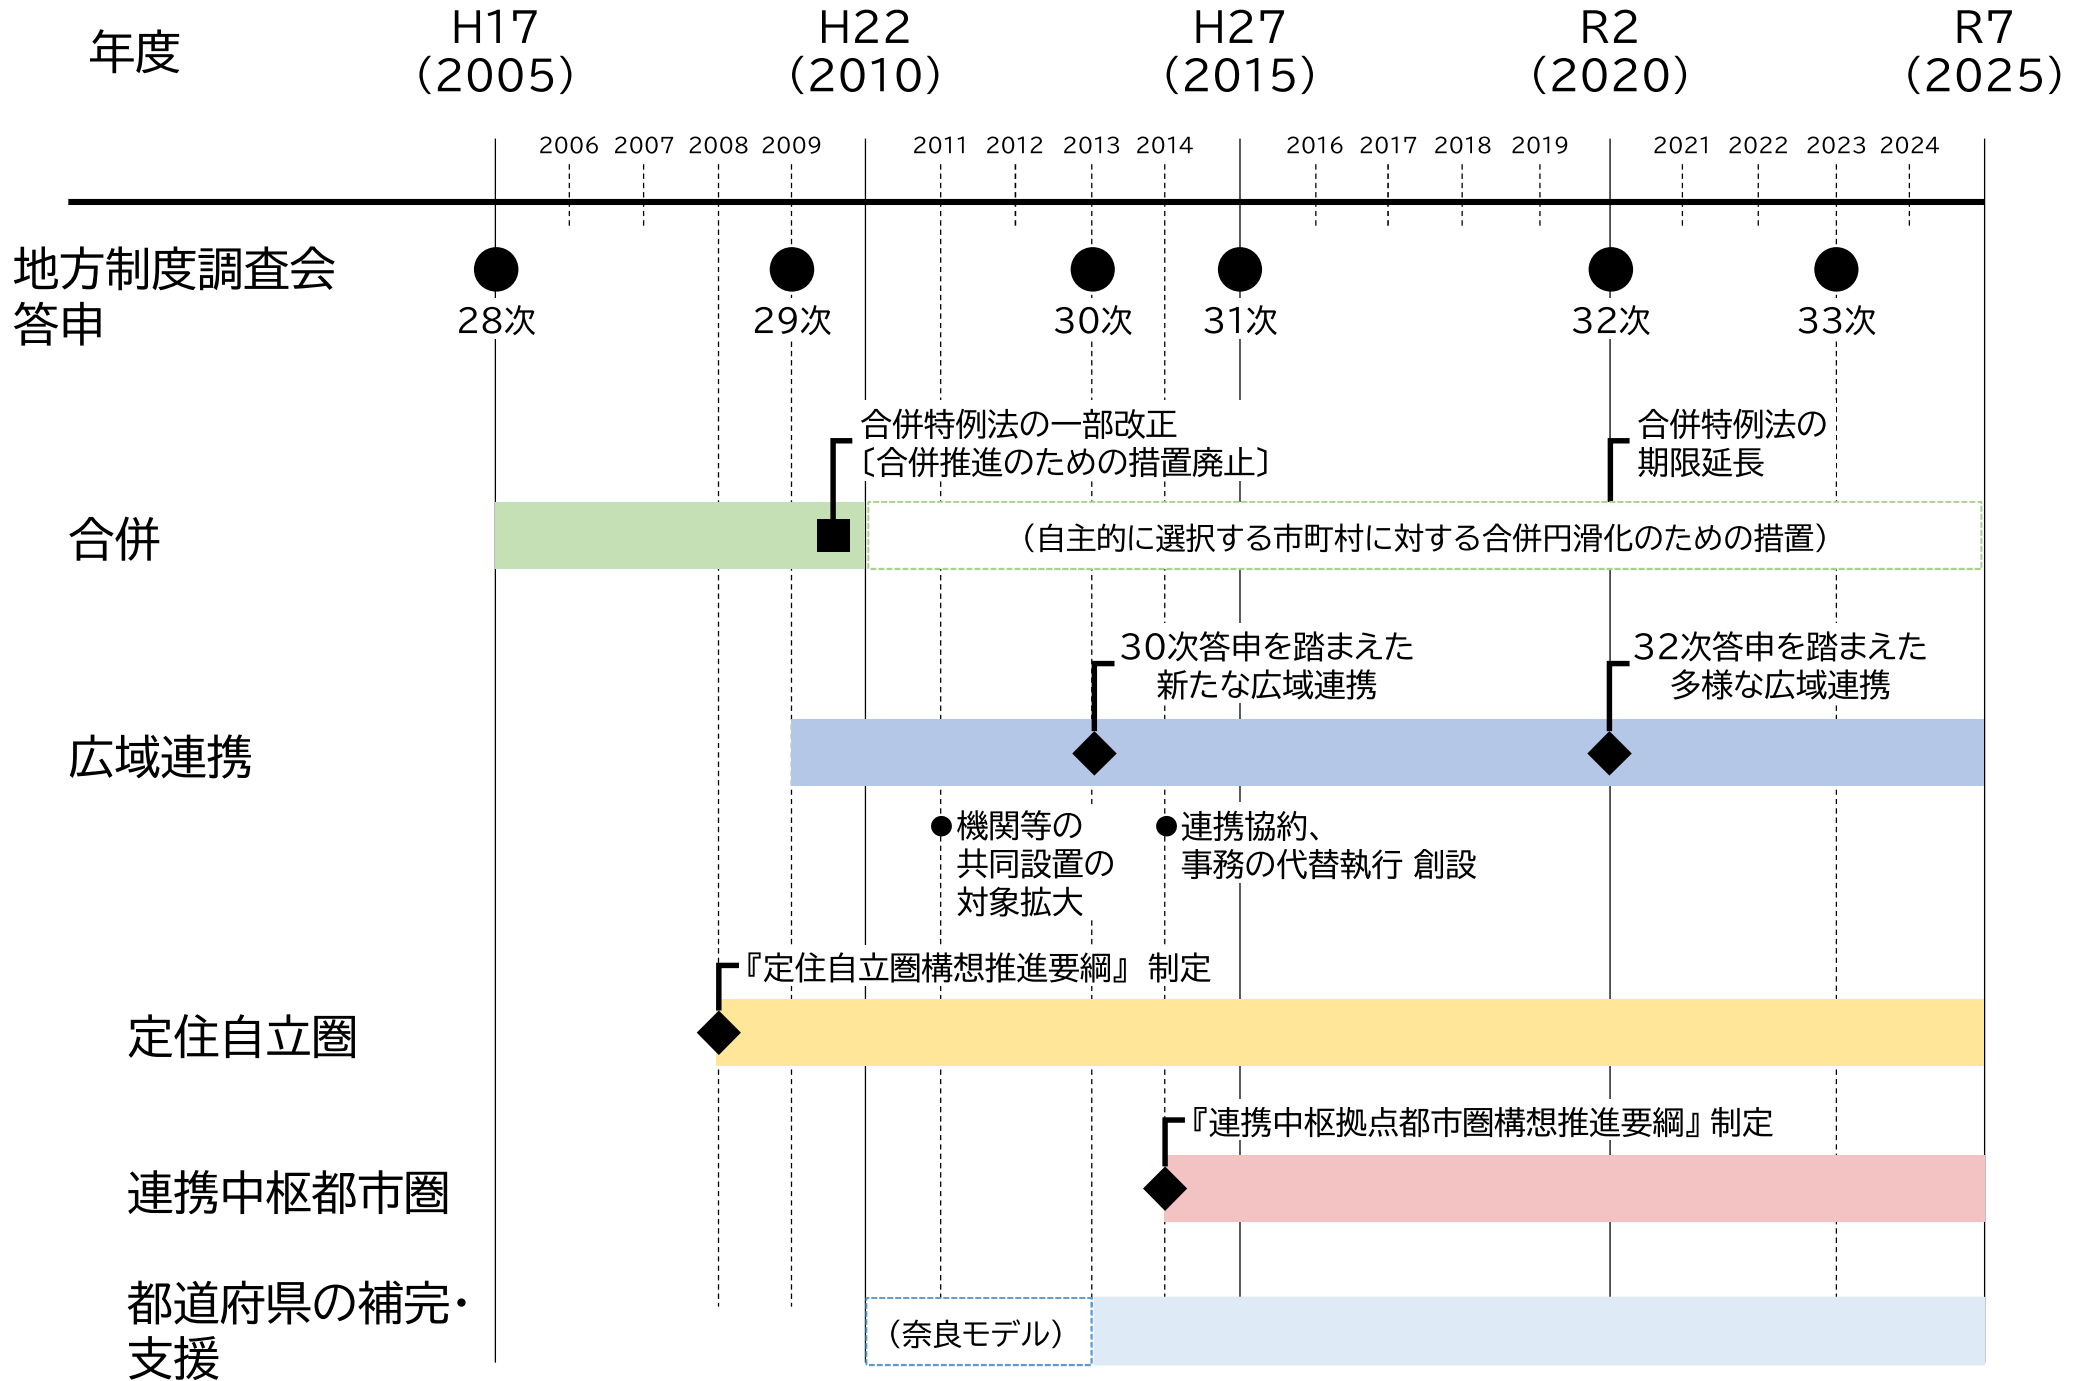 年度
H17
（2005）
H22
（2010）
H27
（2015）
R2
（2020）
R7
（2025）
2006 2007 2008 2009 2011 2012 2013 2014 2016 2017 2018 2019 2021 2022 2023 2024
地方制度調査会
答申
28次 29次 30次 31次 32次 33次
合併特例法の一部改正
〔合併推進のための措置廃止〕
合併特例法の
期限延長
合併
（自主的に選択する市町村に対する合併円滑化のための措置）
30次答申を踏まえた
新たな広域連携
32次答申を踏まえた
多様な広域連携
広域連携
機関等の
共同設置の
対象拡大
連携協約、
事務の代替執行 創設
『定住自立圏構想推進要綱』 制定
定住自立圏
『連携中枢拠点都市圏構想推進要綱』 制定
連携中枢都市圏
都道府県の補完・
支援
（奈良モデル）